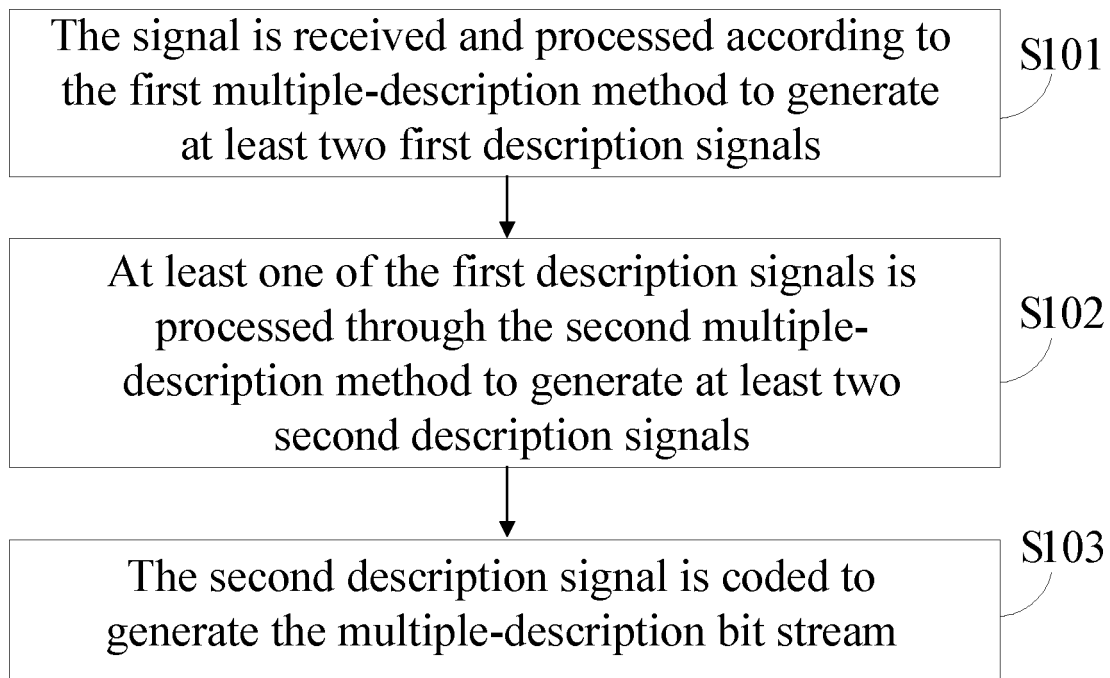 The signal is received and processed according to
the first multiple-description method to generate
at least two first description signals
S101
At least one of the first description signals is
processed through the second multiple-
description method to generate at least two
second description signals
S102
The second description signal is coded to
generate the multiple-description bit stream
S103